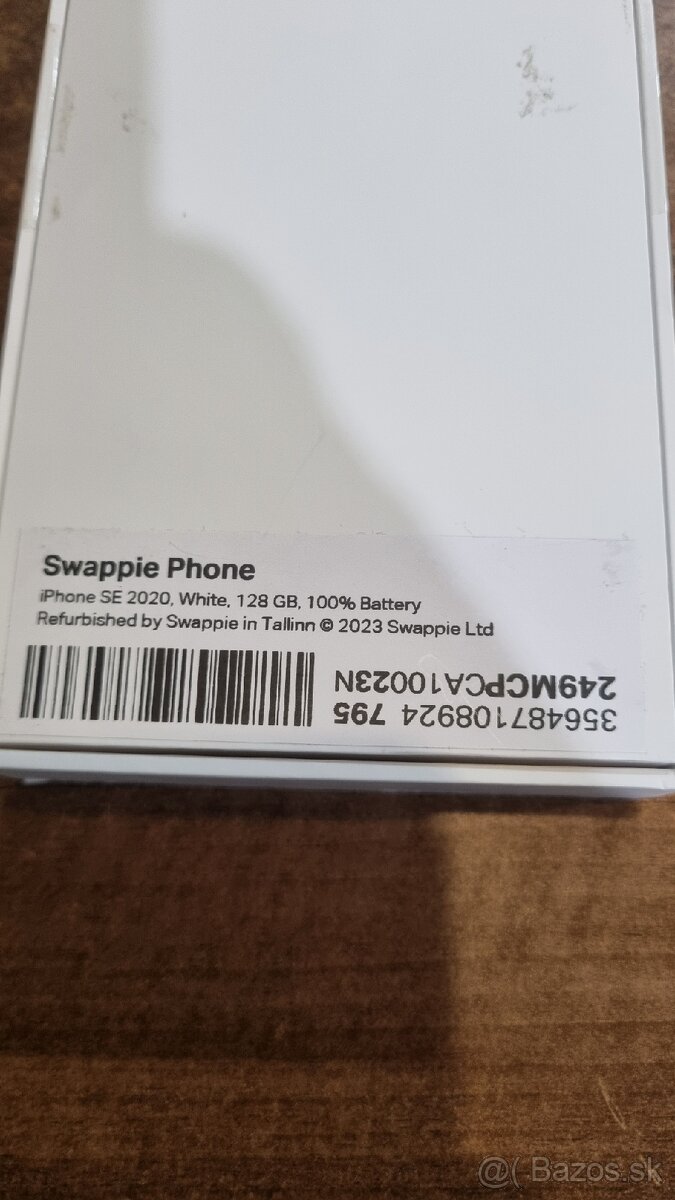 Swappie Phone
iPhone SE 2020, White, 128 GB, 100% Battery
Refurbished by Swappie in Tallinn © 2023 Swappie Ltd
356487108924 795
249MCPCA10023N
@( Bazos.sk